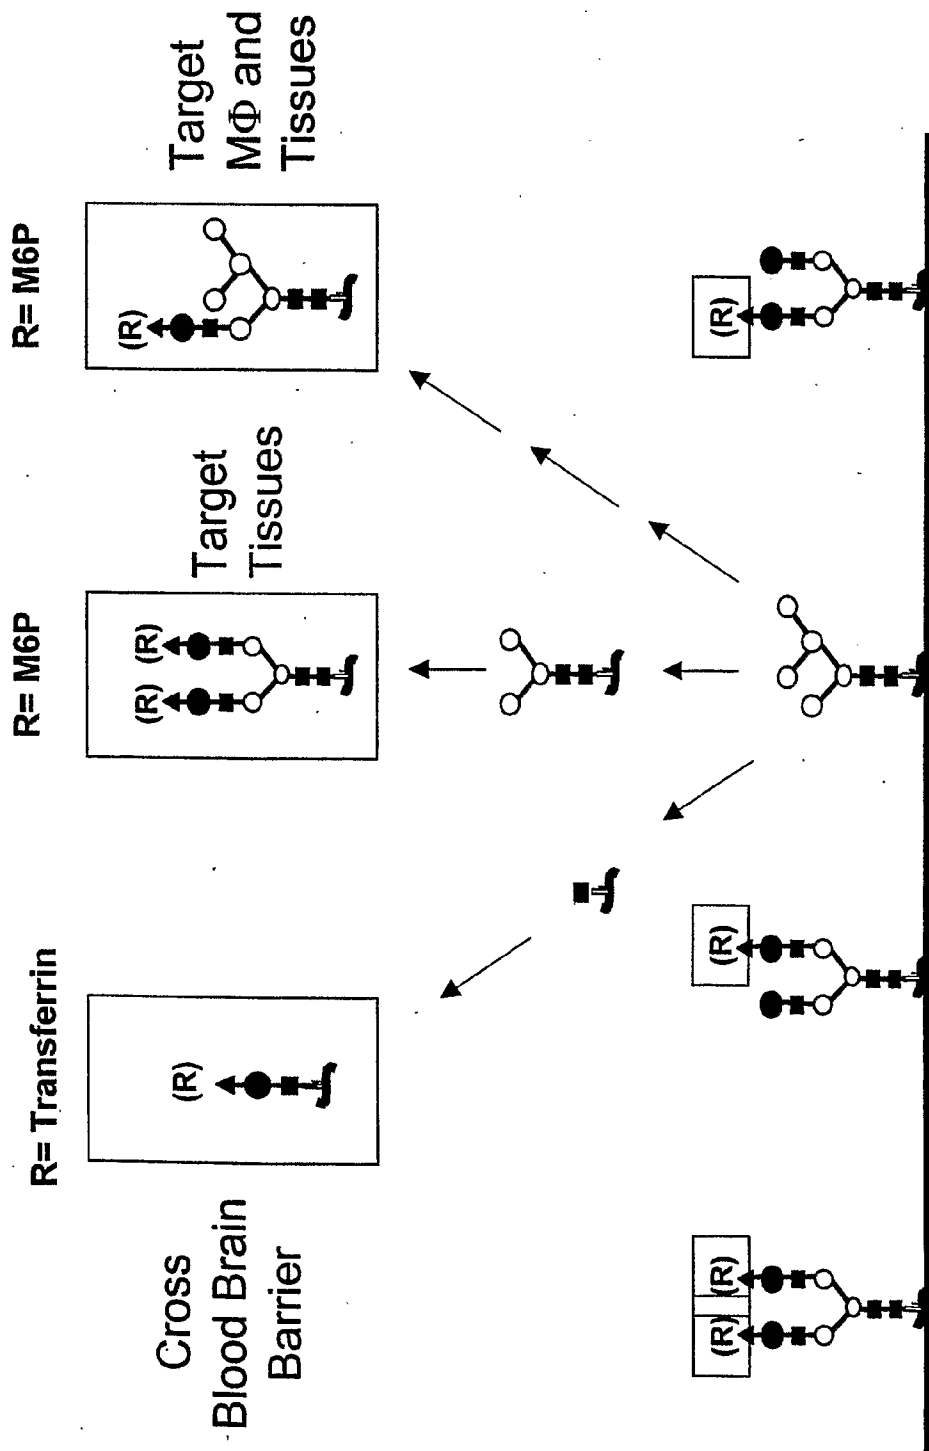 R= Transferrin
R= M6P
R= M6P
Cross
Blood Brain
Barrier
(R)
(R) (R)
Target
Tissues
(R)
Target
MΦ and
Tissues
(R) (R)
(R)
(R)